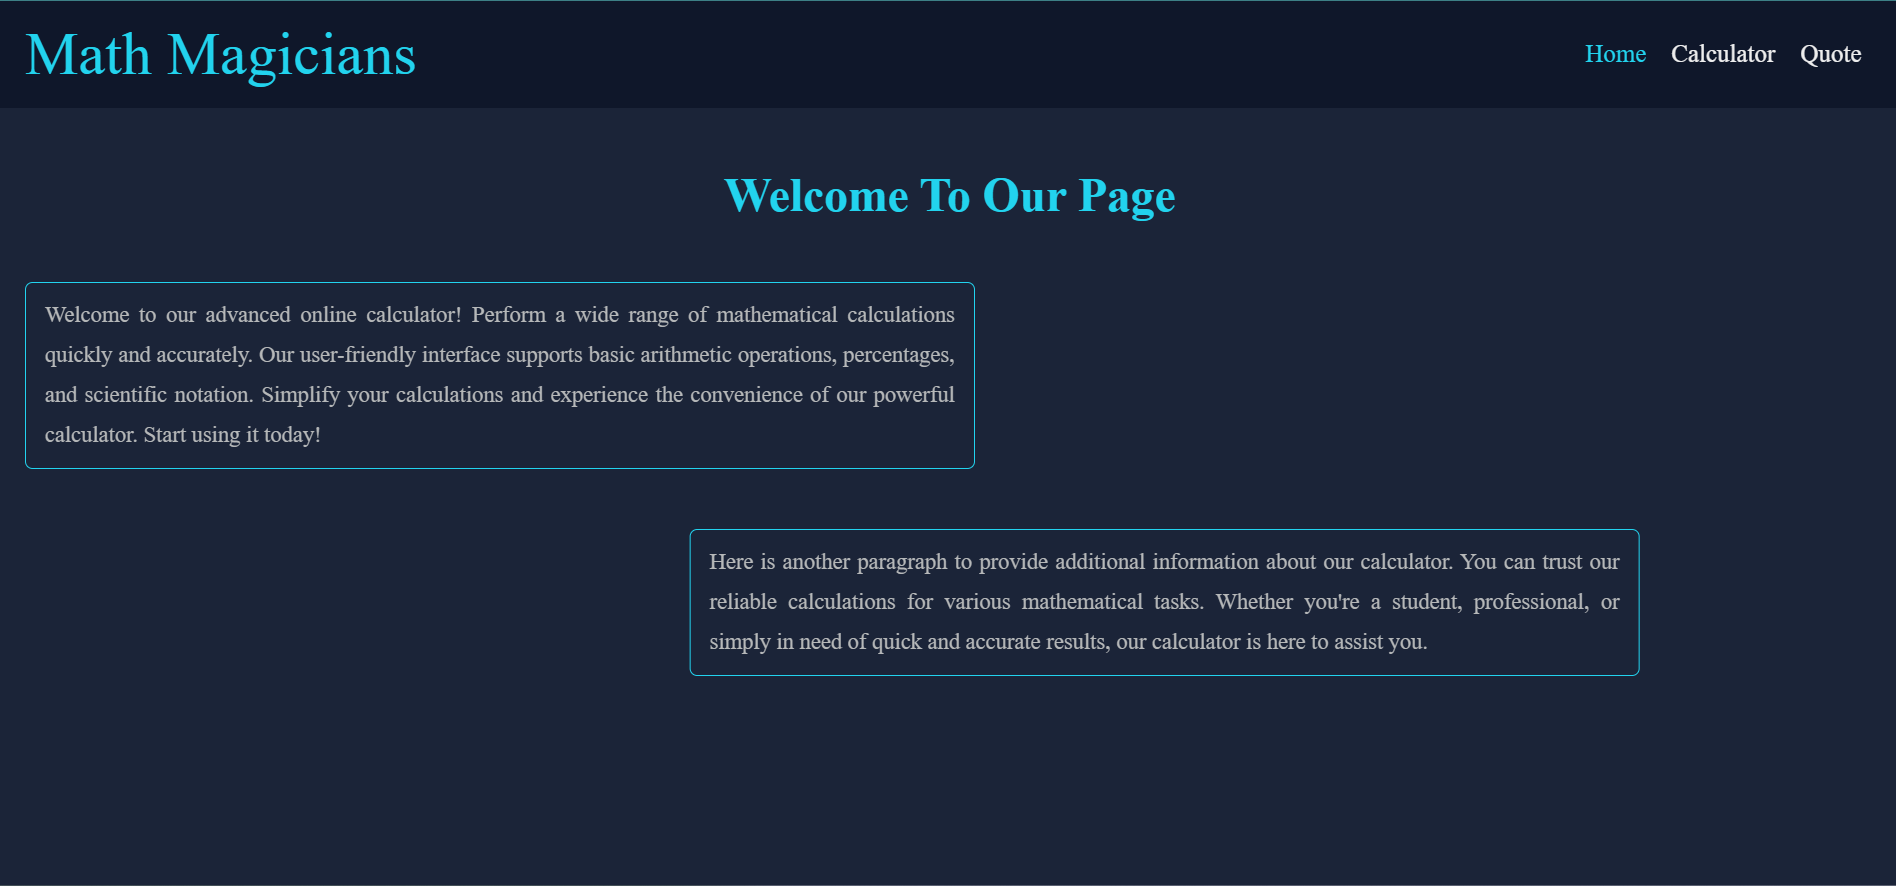 Math Magicians
Home Calculator Quote
Welcome To Our Page
Welcome to our advanced online calculator! Perform a wide range of mathematical calculations
quickly and accurately. Our user-friendly interface supports basic arithmetic operations, percentages,
and scientific notation. Simplify your calculations and experience the convenience of our powerful
calculator. Start using it today!
Here is another paragraph to provide additional information about our calculator. You can trust our
reliable calculations for various mathematical tasks. Whether you're a student, professional, or
simply in need of quick and accurate results, our calculator is here to assist you.